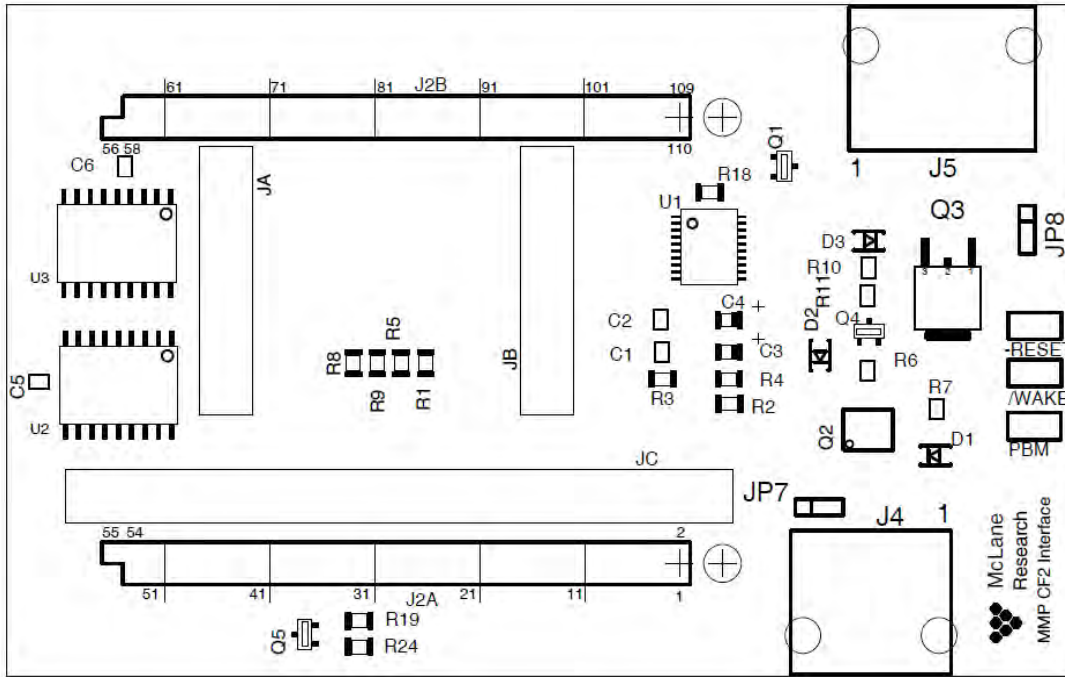 61 71 81 J2B 91 101 109
56 58 110
C6
JA
Q1
R18
U1
1 J5
Q3
JP8
U3
D3
R10
3 2 1
R11
C4 +
C2
D2
Q4
-RESET
+
C1
C3
R5
R8
JB
R6
/WAKE
R4
C5
R9
R1
R3
R2
R7
U2
Q2
D1
PBM
JC
JP7
J4 1
55 54 2
51 41 31 J2A 21 11 1
R19
Q5
R24
McLane
Research
MMP CF2 Interface